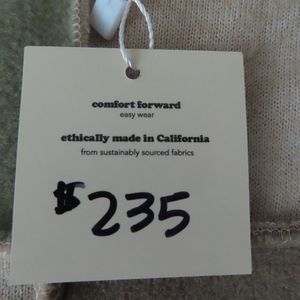 comfort forward
easy wear
ethically made in California
from sustainably sourced fabrics
$235